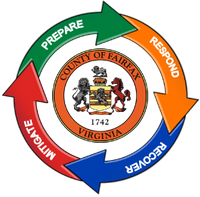 PREPARE
RESPOND
RECOVER
MITIGATE
COUNTY OF FAIRFAX
1742
VIRGINIA